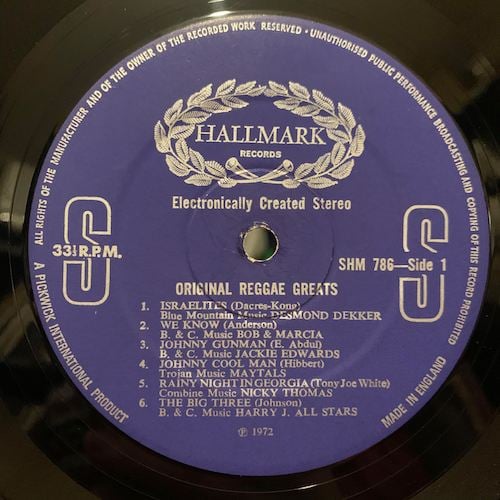 ALL RIGHTS OF THE MANUFACTURER AND OF THE OWNER OF THE RECORDED WORK RESERVED · UNAUTHORISED PUBLIC PERFORMANCE BROADCASTING AND COPYING OF THIS RECORD PROHIBITED
HALLMARK
RECORDS
Electronically Created Stereo
S
33⅓ R.P.M.
S
SHM 786—Side 1
ORIGINAL REGGAE GREATS
1. ISRAELITES (Dacres-Kong)
Blue Mountain Music DESMOND DEKKER
2. WE KNOW (Anderson)
B. & C. Music BOB & MARCIA
3. JOHNNY GUNMAN (E. Abdul)
B. & C. Music JACKIE EDWARDS
4. JOHNNY COOL MAN (Hibbert)
Trojan Music MAYTALS
5. RAINY NIGHT IN GEORGIA (Tony Joe White)
Combine Music NICKY THOMAS
6. THE BIG THREE (Johnson)
B. & C. Music HARRY J. ALL STARS
℗ 1972
A PICKWICK INTERNATIONAL PRODUCT
MADE IN ENGLAND